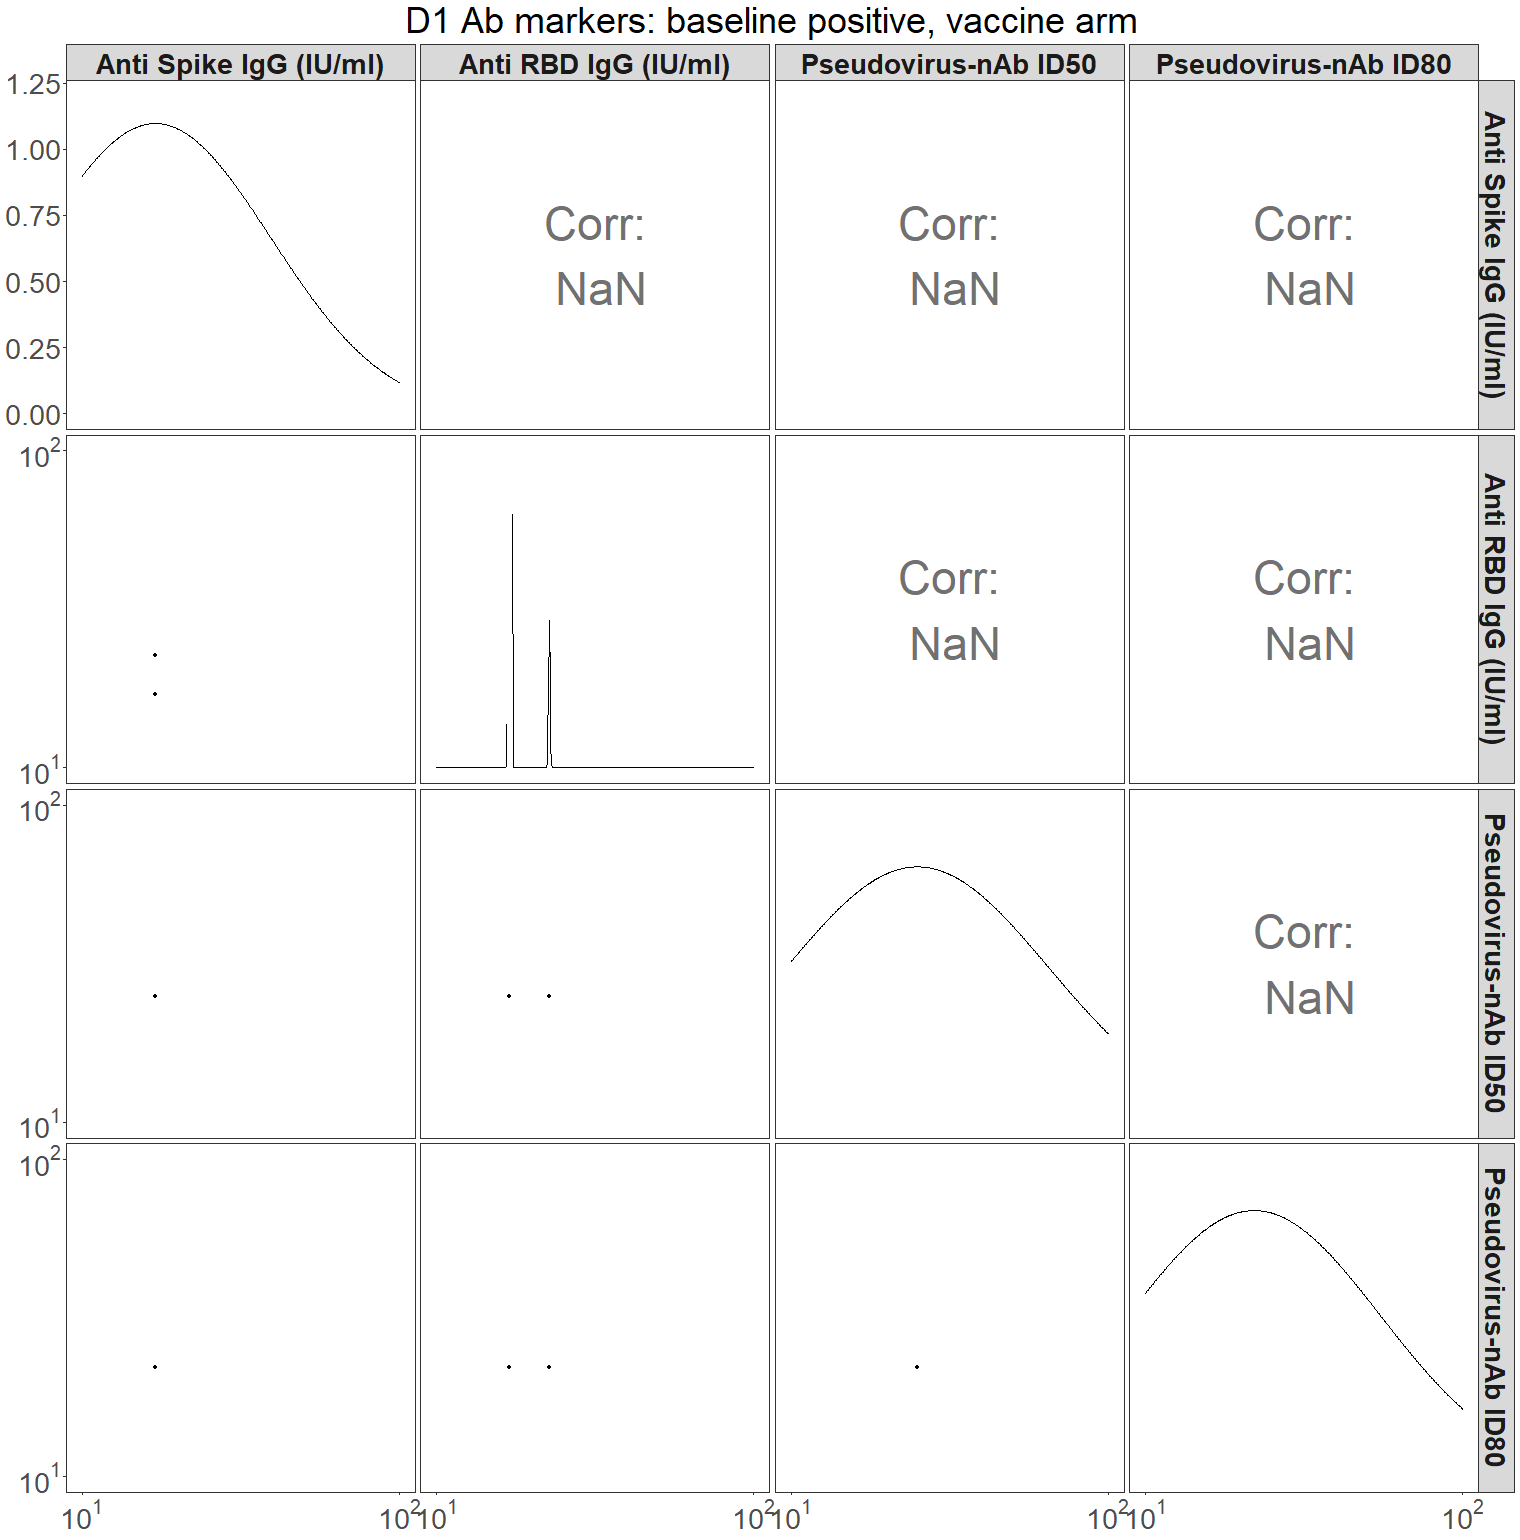 D1 Ab markers: baseline positive, vaccine arm
Anti Spike IgG (IU/ml)
Anti RBD IgG (IU/ml)
Pseudovirus-nAb ID50
Pseudovirus-nAb ID80
1.25
1.00
0.75
0.50
0.25
0.00
Corr:
NaN
Corr:
NaN
Corr:
NaN
Anti Spike IgG (IU/ml)
10²
10¹
Corr:
NaN
Corr:
NaN
Anti RBD IgG (IU/ml)
10²
10¹
Corr:
NaN
Pseudovirus-nAb ID50
10²
10¹
Pseudovirus-nAb ID80
10¹ 10²
10¹ 10²
10¹ 10²
10¹ 10²